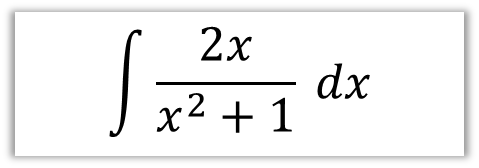 ∫ 2x / (x² + 1) dx